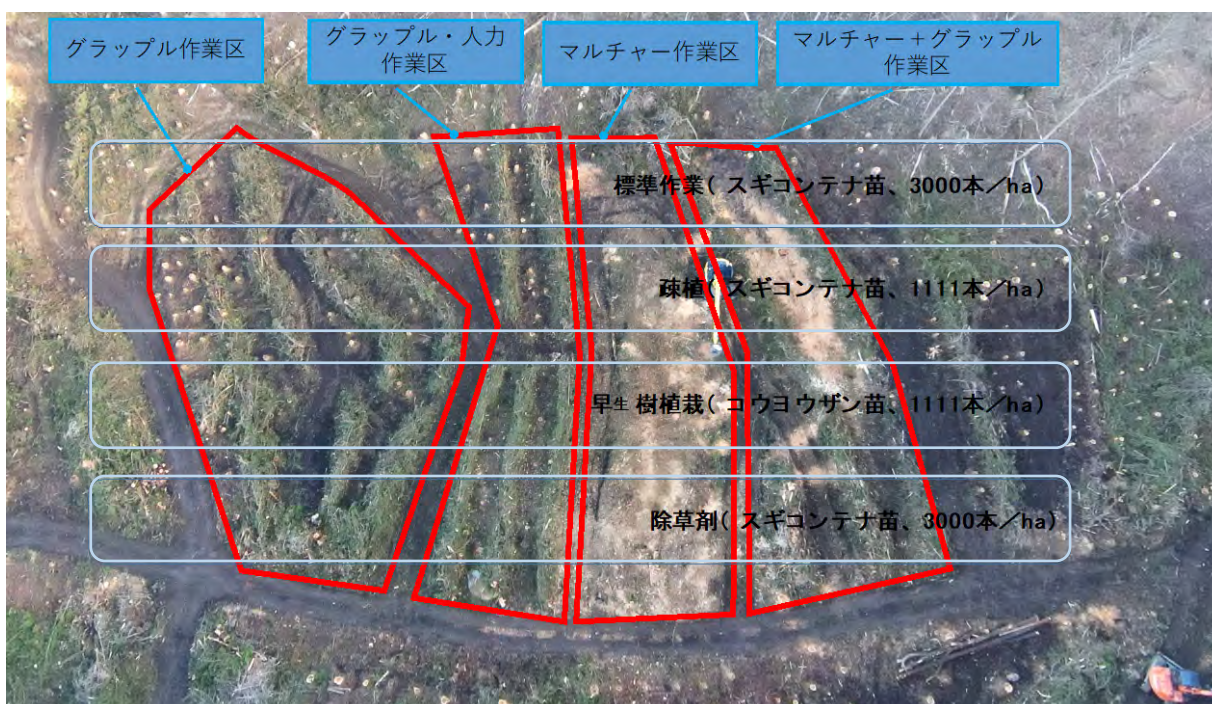 グラップル作業区
グラップル・人力
作業区
マルチャー作業区
マルチャー+グラップル
作業区
標準作業( スギコンテナ苗、3000本/ha)
疎植( スギコンテナ苗、1111本/ha)
早生樹植栽( コウヨウザン苗、1111本/ha)
除草剤( スギコンテナ苗、3000本/ha)